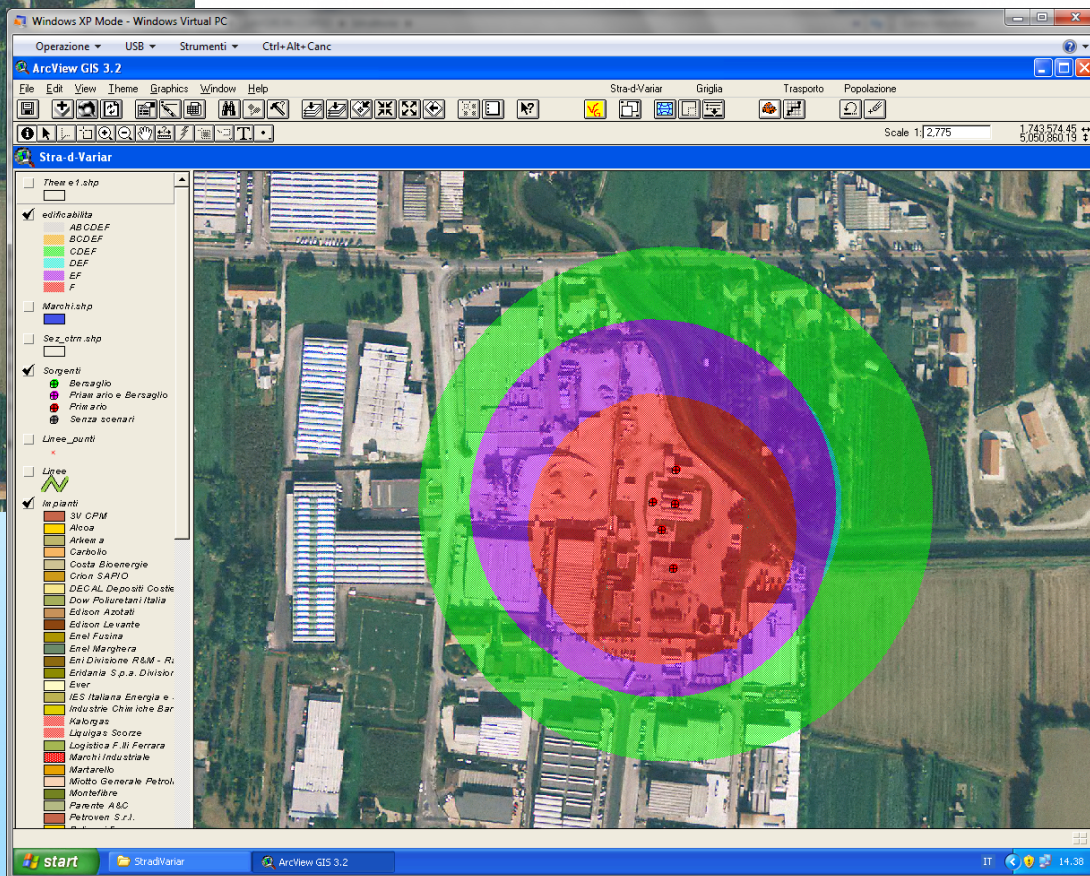 Windows XP Mode - Windows Virtual PC
Operazione USB Strumenti Ctrl+Alt+Canc
ArcView GIS 3.2
File Edit View Theme Graphics Window Help Stra-d-Variar Griglia Trasporto Popolazione
Scale 1: 2,775 1,743,574.45
5,050,860.19
Stra-d-Variar
Theme1.shp
edificabilita
ABCDEF
BCDEF
CDEF
DEF
EF
F
Marchi.shp
Sez_ctrn.shp
Sorgenti
Bersaglio
Priamario e Bersaglio
Primario
Senza scenari
Linee_punti
Linee
Impianti
3V CPM
Alcoa
Arkema
Carbolio
Costa Bioenergie
Crion SAPIO
DECAL Depositi Costie
Dow Poliuretani Italia
Edison Azotati
Edison Levante
Enel Fusina
Enel Marghera
Eni Divisione R&M - Ra
Eridania S.p.a. Division
Ever
IES Italiana Energia e
Industrie Chimiche Bar
Kalorgas
Liquigas Scorze
Logistica F.lli Ferrara
Marchi Industriale
Martarello
Miotto Generale Petroli
Montefibre
Parente A&C
Petroven S.r.l.
start StradiVariar ArcView GIS 3.2 IT 14.38